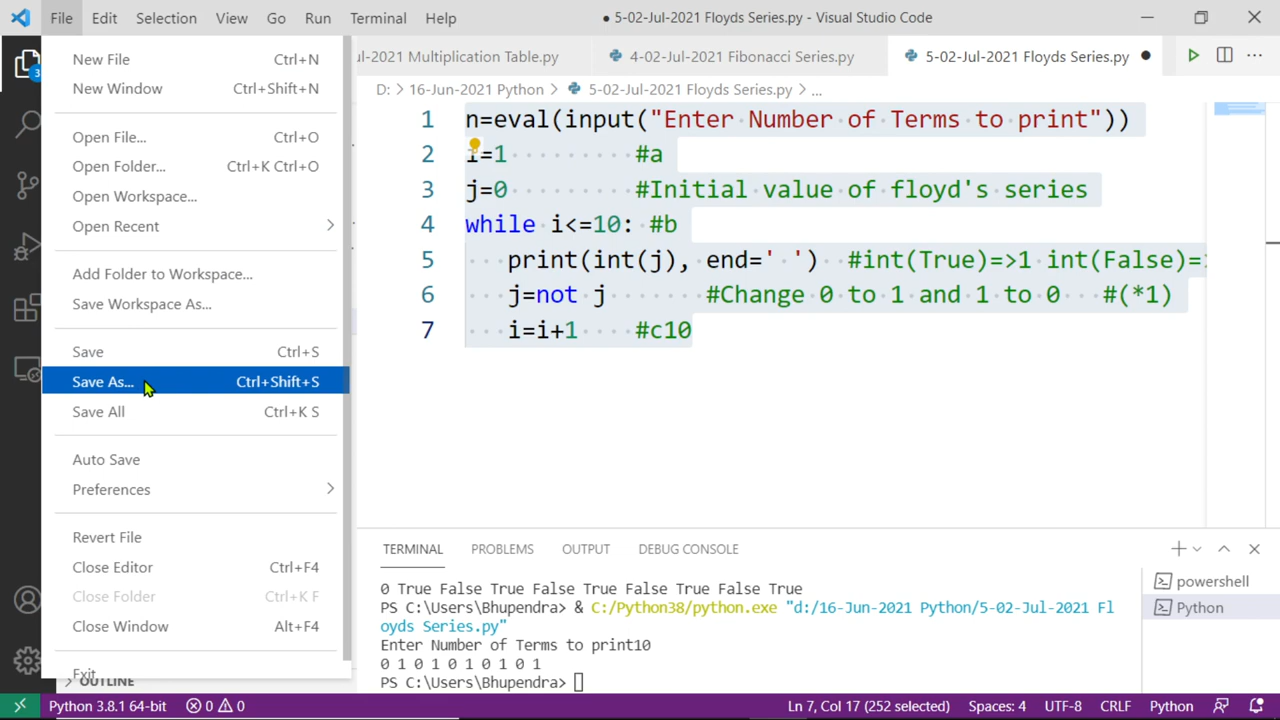 File Edit Selection View Go Run Terminal Help
● 5-02-Jul-2021 Floyds Series.py - Visual Studio Code
New File Ctrl+N
New Window Ctrl+Shift+N
Open File... Ctrl+O
Open Folder... Ctrl+K Ctrl+O
Open Workspace...
Open Recent
Add Folder to Workspace...
Save Workspace As...
Save Ctrl+S
Save As... Ctrl+Shift+S
Save All Ctrl+K S
Auto Save
Preferences
Revert File
Close Editor Ctrl+F4
Close Folder Ctrl+K F
Close Window Alt+F4
Exit
OUTLINE
3
ul-2021 Multiplication Table.py 4-02-Jul-2021 Fibonacci Series.py 5-02-Jul-2021 Floyds Series.py ●
D: > 16-Jun-2021 Python > 5-02-Jul-2021 Floyds Series.py > ...
1 n=eval(input("Enter Number of Terms to print"))
2 i=1 #a
3 j=0 #Initial value of floyd's series
4 while i<=10: #b
5 print(int(j), end=' ') #int(True)=>1 int(False)=>
6 j=not j #Change 0 to 1 and 1 to 0 #(*1)
7 i=i+1 #c10
TERMINAL PROBLEMS OUTPUT DEBUG CONSOLE
0 True False True False True False True False True
PS C:\Users\Bhupendra> & C:/Python38/python.exe "d:/16-Jun-2021 Python/5-02-Jul-2021 Fl
oyds Series.py"
Enter Number of Terms to print10
0 1 0 1 0 1 0 1 0 1
PS C:\Users\Bhupendra>
powershell
Python
Python 3.8.1 64-bit 0 0 Ln 7, Col 17 (252 selected) Spaces: 4 UTF-8 CRLF Python